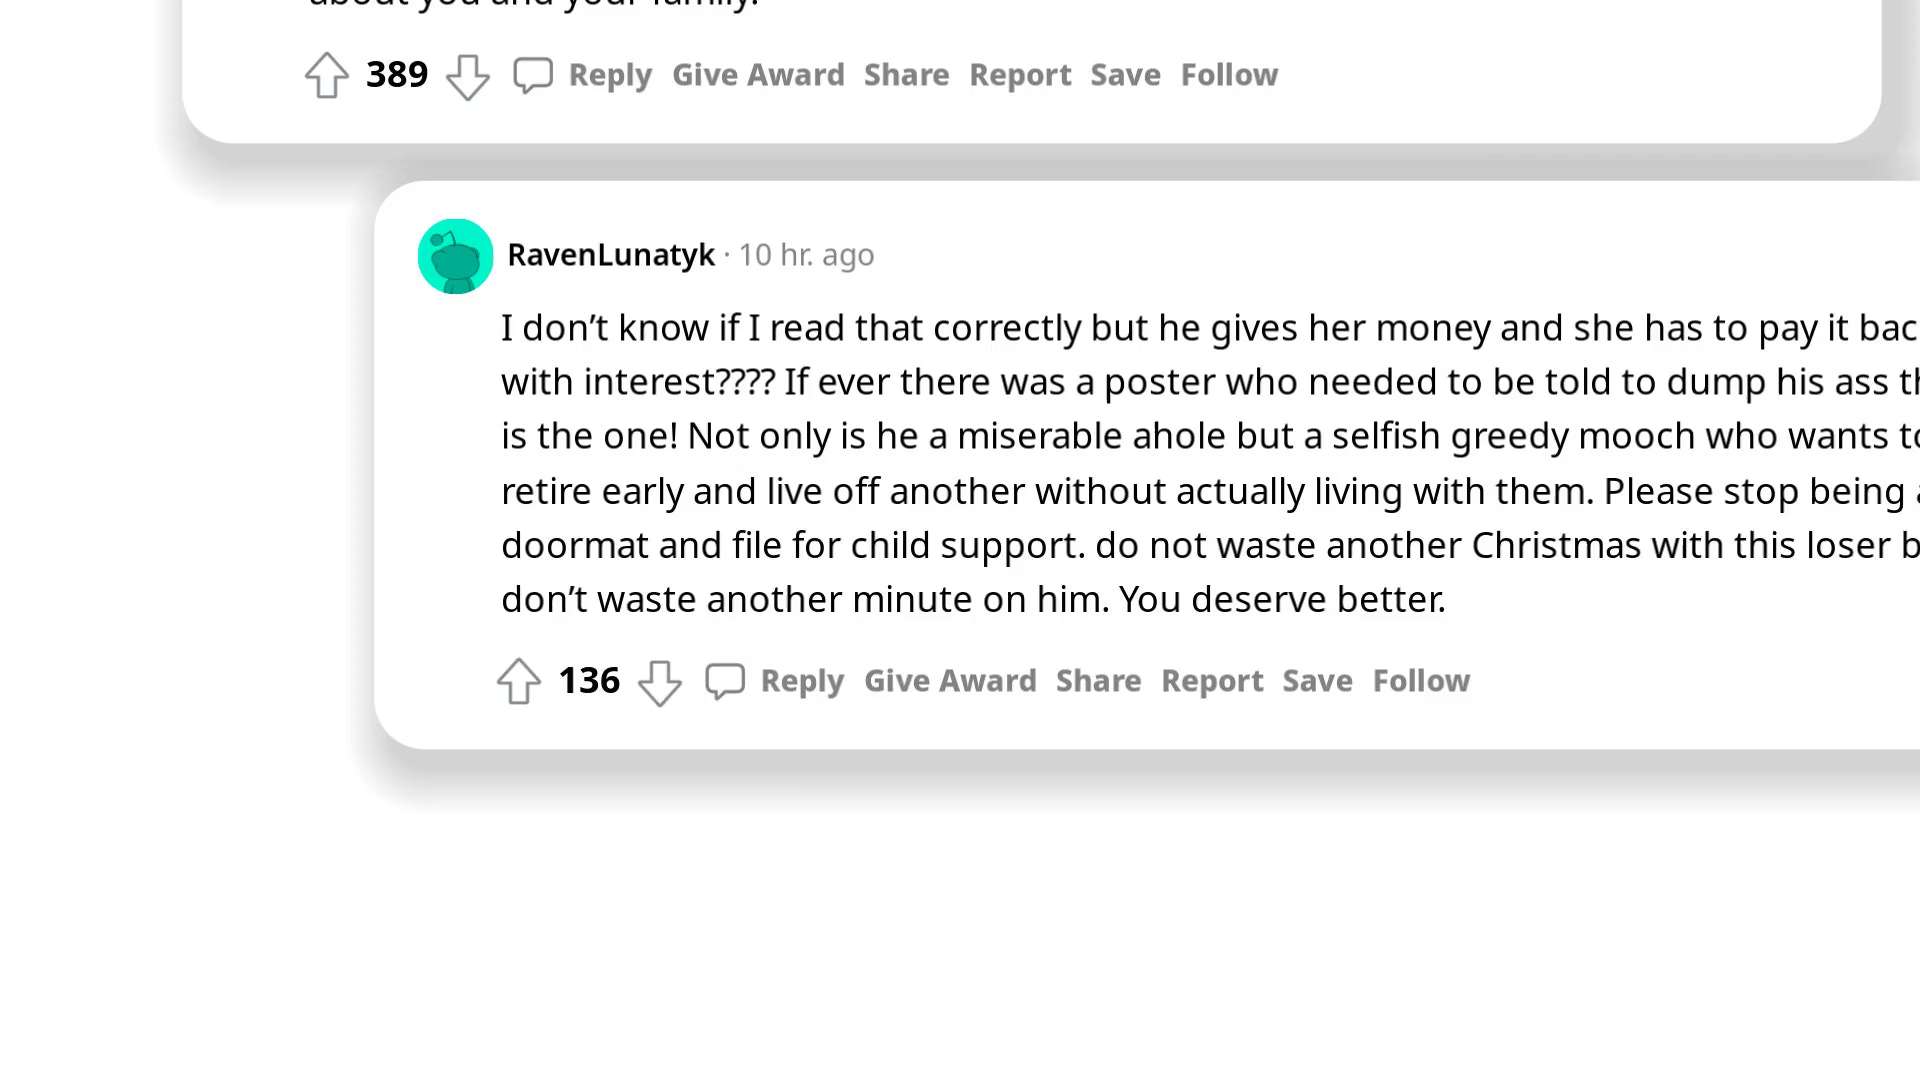 about you and your family.
389 Reply Give Award Share Report Save Follow
RavenLunatyk · 10 hr. ago
I don’t know if I read that correctly but he gives her money and she has to pay it bac
with interest???? If ever there was a poster who needed to be told to dump his ass th
is the one! Not only is he a miserable ahole but a selfish greedy mooch who wants to
retire early and live off another without actually living with them. Please stop being a
doormat and file for child support. do not waste another Christmas with this loser b
don’t waste another minute on him. You deserve better.
136 Reply Give Award Share Report Save Follow